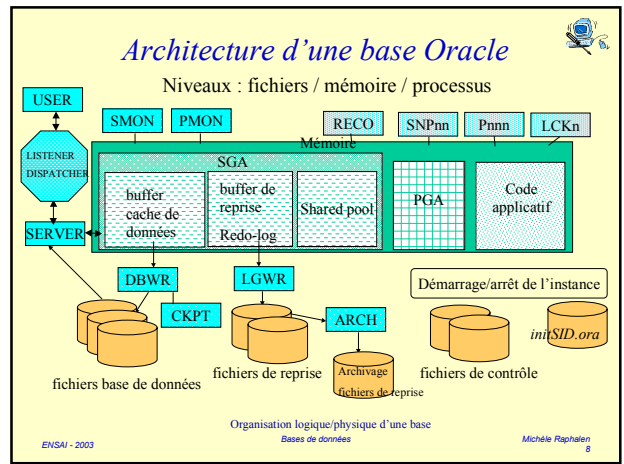 Architecture d'une base Oracle
Niveaux : fichiers / mémoire / processus
USER
SMON
PMON
RECO
SNPnn
Pnnn
LCKn
Mémoire
LISTENER
DISPATCHER
SGA
buffer
cache de
données
buffer de
reprise
Redo-log
Shared pool
PGA
Code
applicatif
SERVER
DBWR
LGWR
CKPT
ARCH
Démarrage/arrêt de l'instance
initSID.ora
fichiers base de données
fichiers de reprise
Archivage
fichiers de reprise
fichiers de contrôle
Organisation logique/physique d'une base
ENSAI - 2003
Bases de données
Michèle Raphalen
8